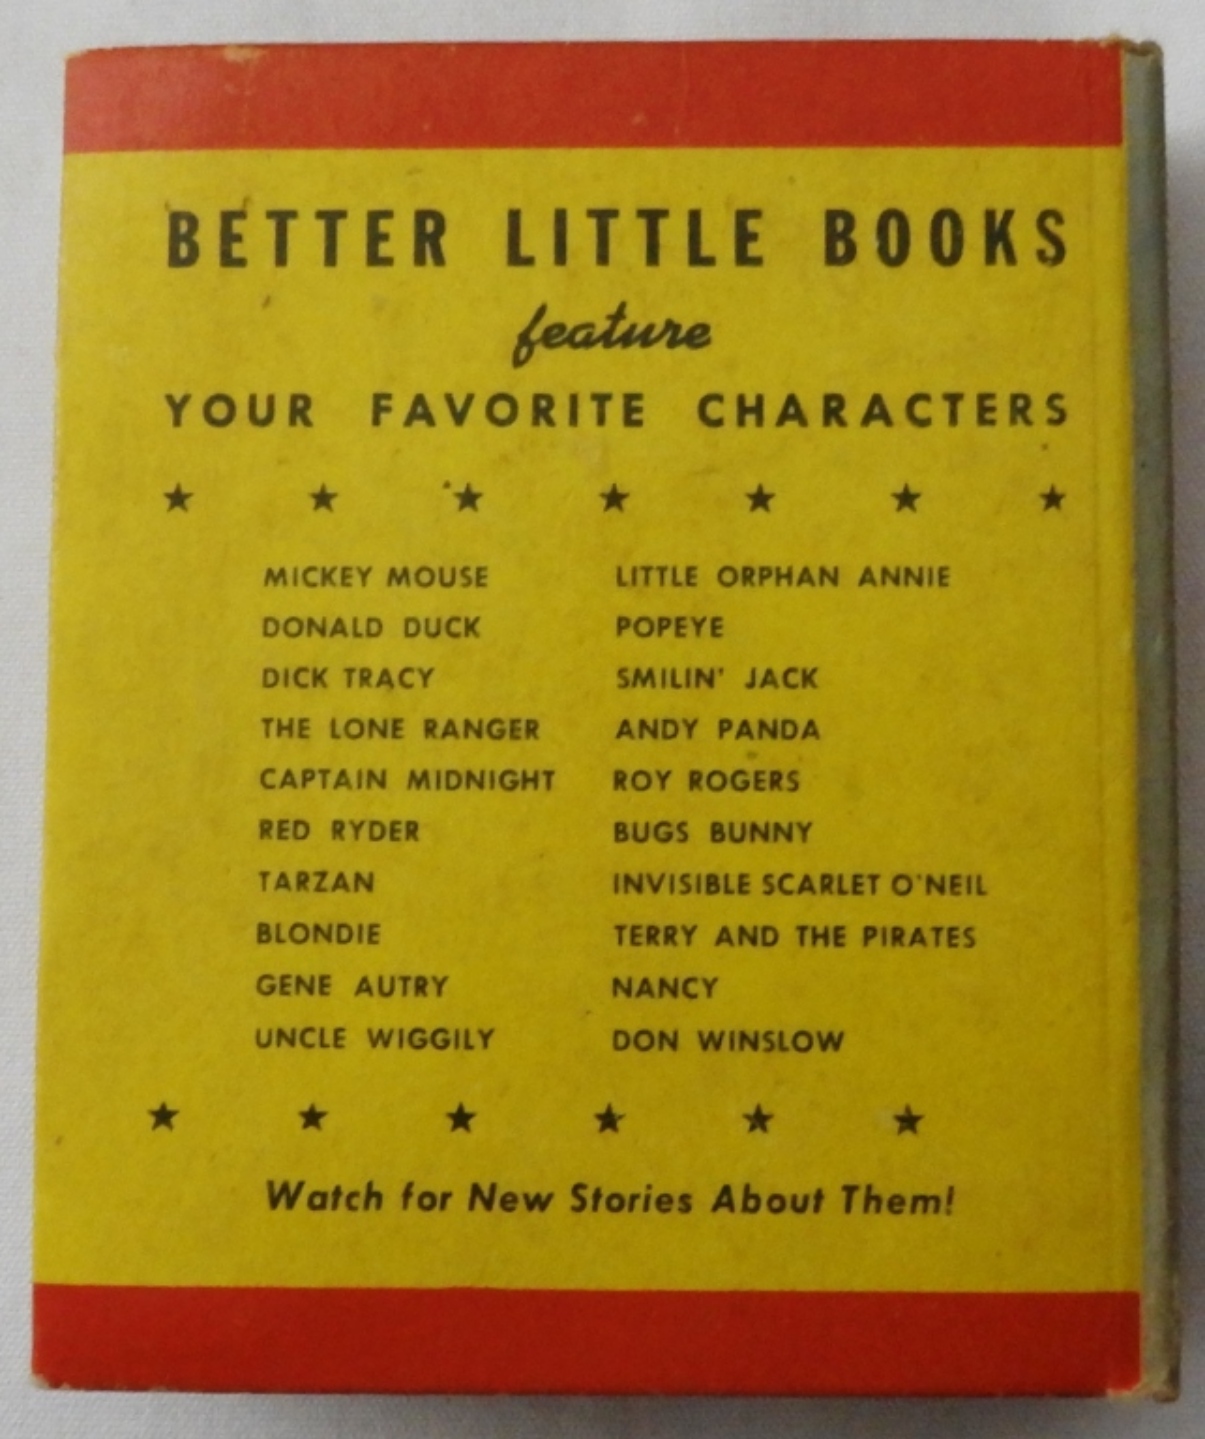 BETTER LITTLE BOOKS
feature
YOUR FAVORITE CHARACTERS
MICKEY MOUSE
DONALD DUCK
DICK TRACY
THE LONE RANGER
CAPTAIN MIDNIGHT
RED RYDER
TARZAN
BLONDIE
GENE AUTRY
UNCLE WIGGILY
LITTLE ORPHAN ANNIE
POPEYE
SMILIN' JACK
ANDY PANDA
ROY ROGERS
BUGS BUNNY
INVISIBLE SCARLET O'NEIL
TERRY AND THE PIRATES
NANCY
DON WINSLOW
Watch for New Stories About Them!